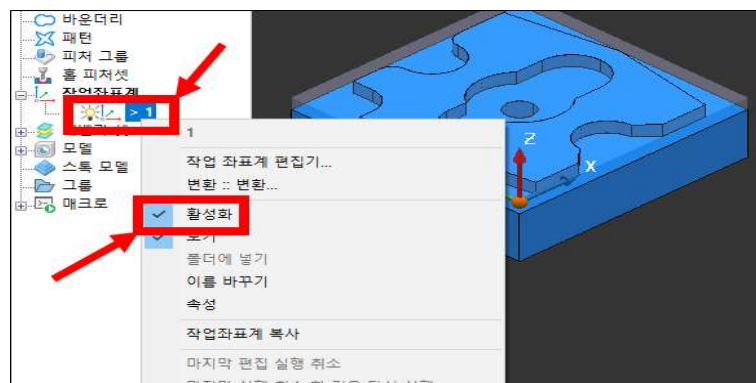 바운더리
패턴
피처 그룹
홀 피처셋
작업좌표계
> 1
모델
스톡 모델
그룹
매크로
1
작업 좌표계 편집기...
변환 :: 변환...
활성화
보기
폴더에 넣기
이름 바꾸기
속성
작업좌표계 복사
마지막 편집 실행 취소
Z
X